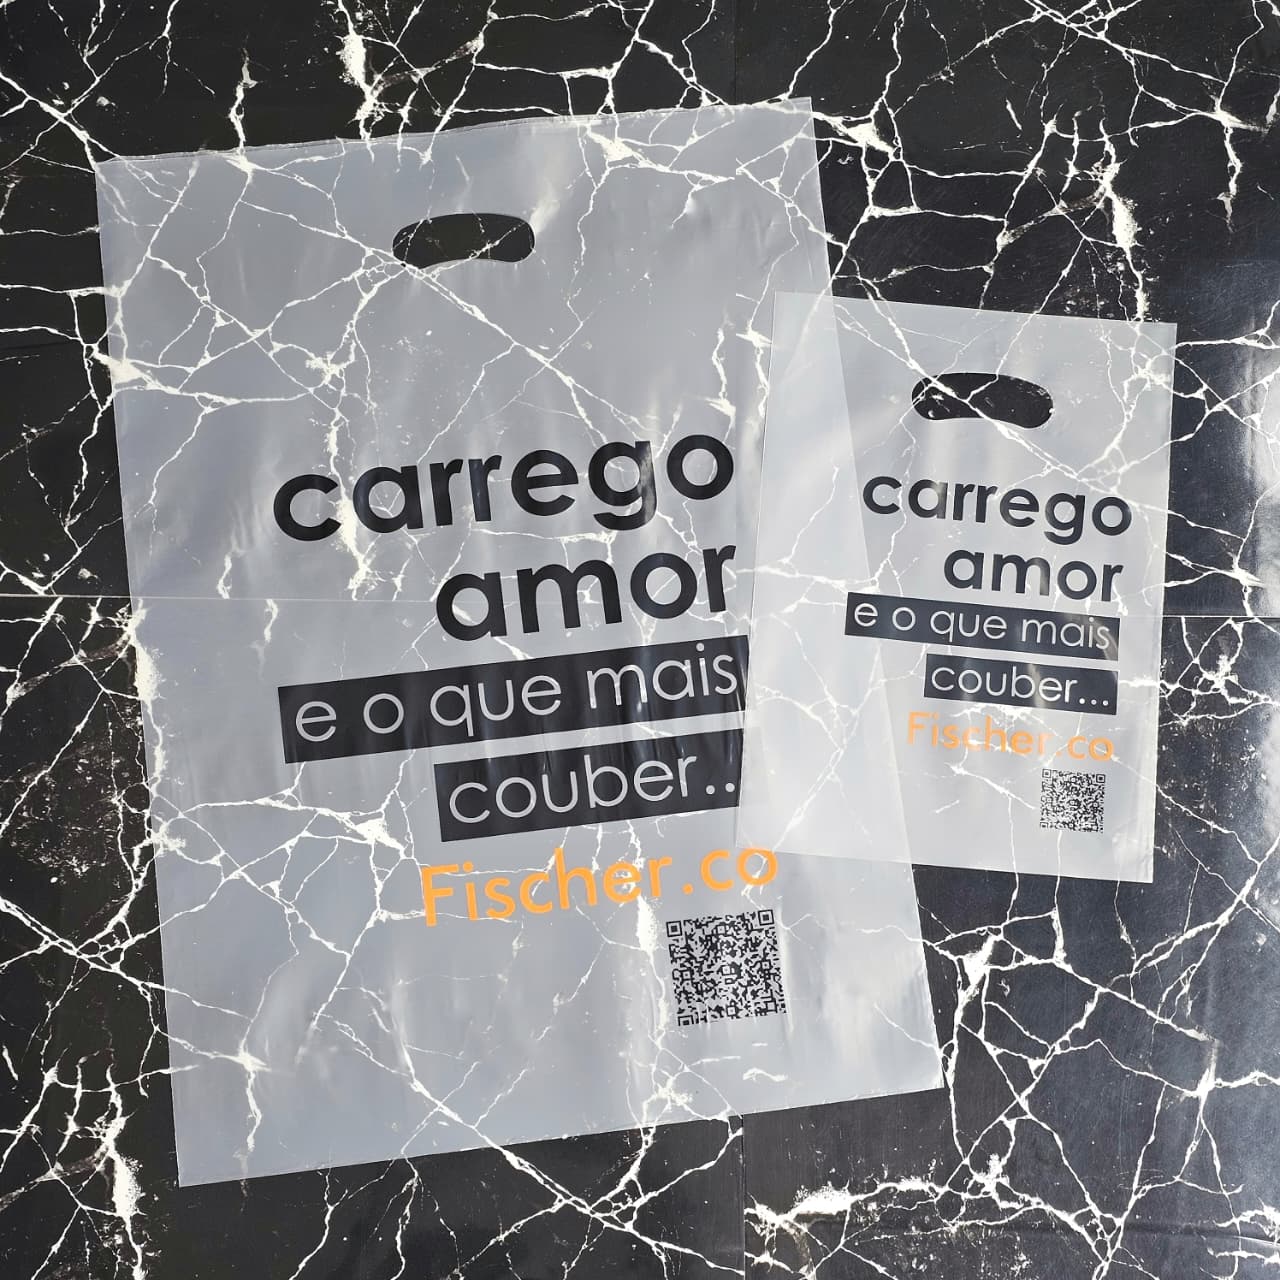 carrego
amor
e o que mais
couber..
Fischer.co
carrego
amor
e o que mais
couber...
Fischer.co